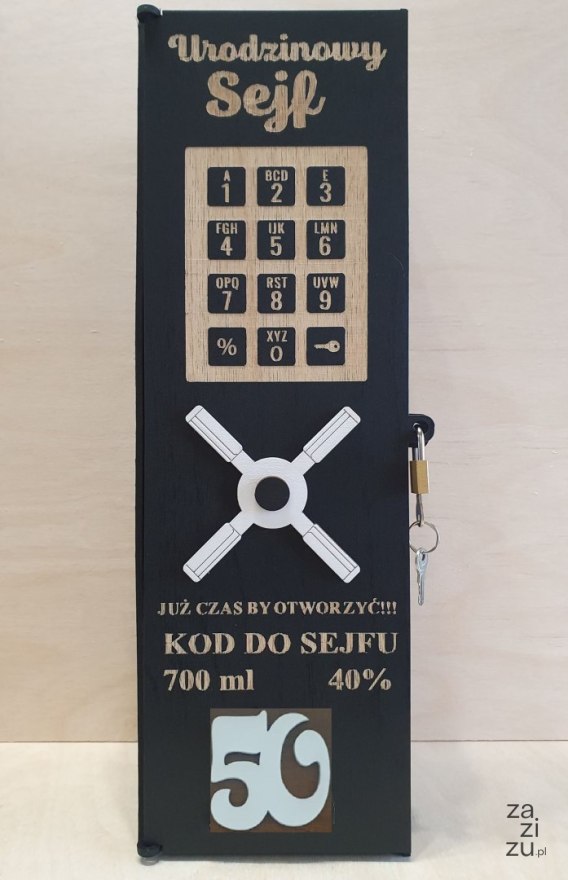 Urodzinowy
Sejf
A BCD E
1 2 3
FGH IJK LMN
4 5 6
OPQ RST UVW
7 8 9
XYZ
% 0
JUŻ CZAS BY OTWORZYĆ!!!
KOD DO SEJFU
700 ml 40%
50
za
zi
zu.pl